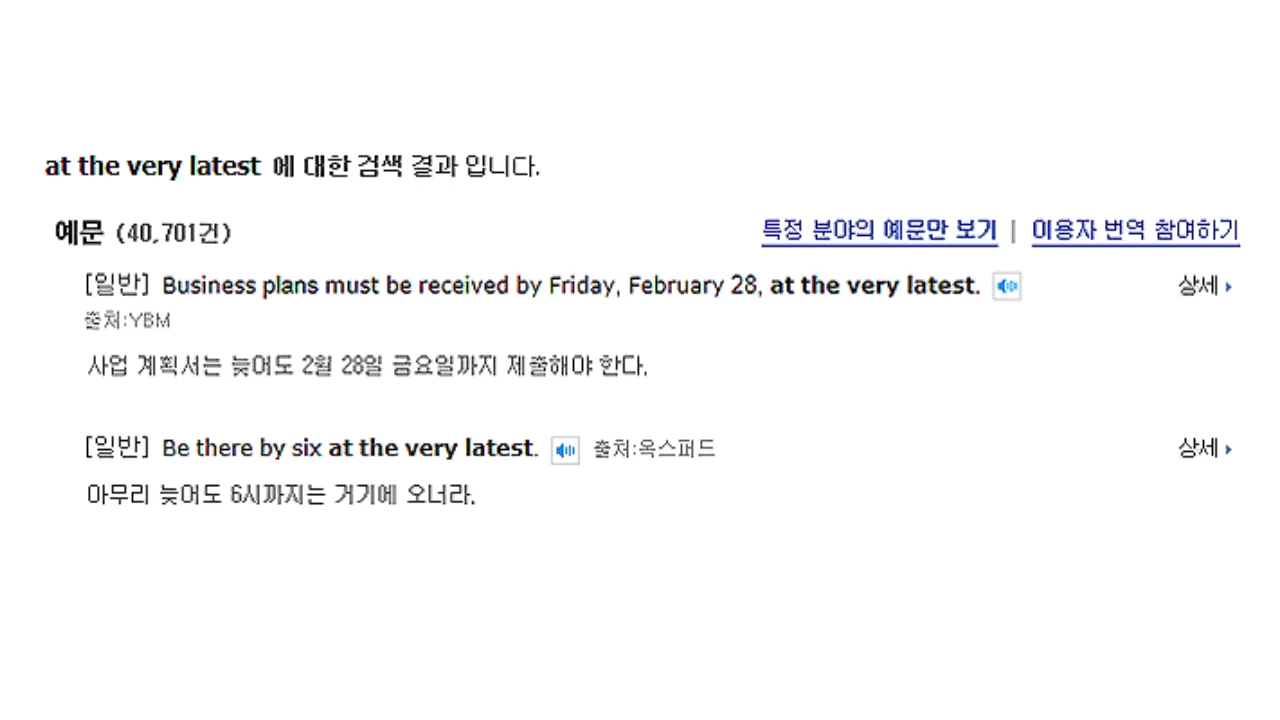 at the very latest 에 대한 검색 결과 입니다.
예문 (40,701건) 특정 분야의 예문만 보기 | 이용자 번역 참여하기
[일반] Business plans must be received by Friday, February 28, at the very latest. 상세
출처:YBM
사업 계획서는 늦어도 2월 28일 금요일까지 제출해야 한다.
[일반] Be there by six at the very latest. 출처:옥스퍼드 상세
아무리 늦어도 6시까지는 거기에 오너라.